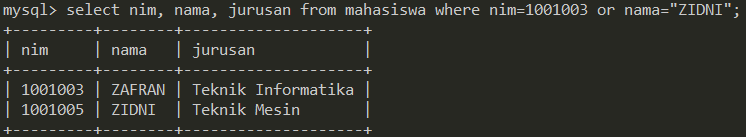 mysql> select nim, nama, jurusan from mahasiswa where nim=1001003 or nama="ZIDNI";
+---------+--------+--------------------+
| nim     | nama   | jurusan            |
+---------+--------+--------------------+
| 1001003 | ZAFRAN | Teknik Informatika |
| 1001005 | ZIDNI  | Teknik Mesin       |
+---------+--------+--------------------+